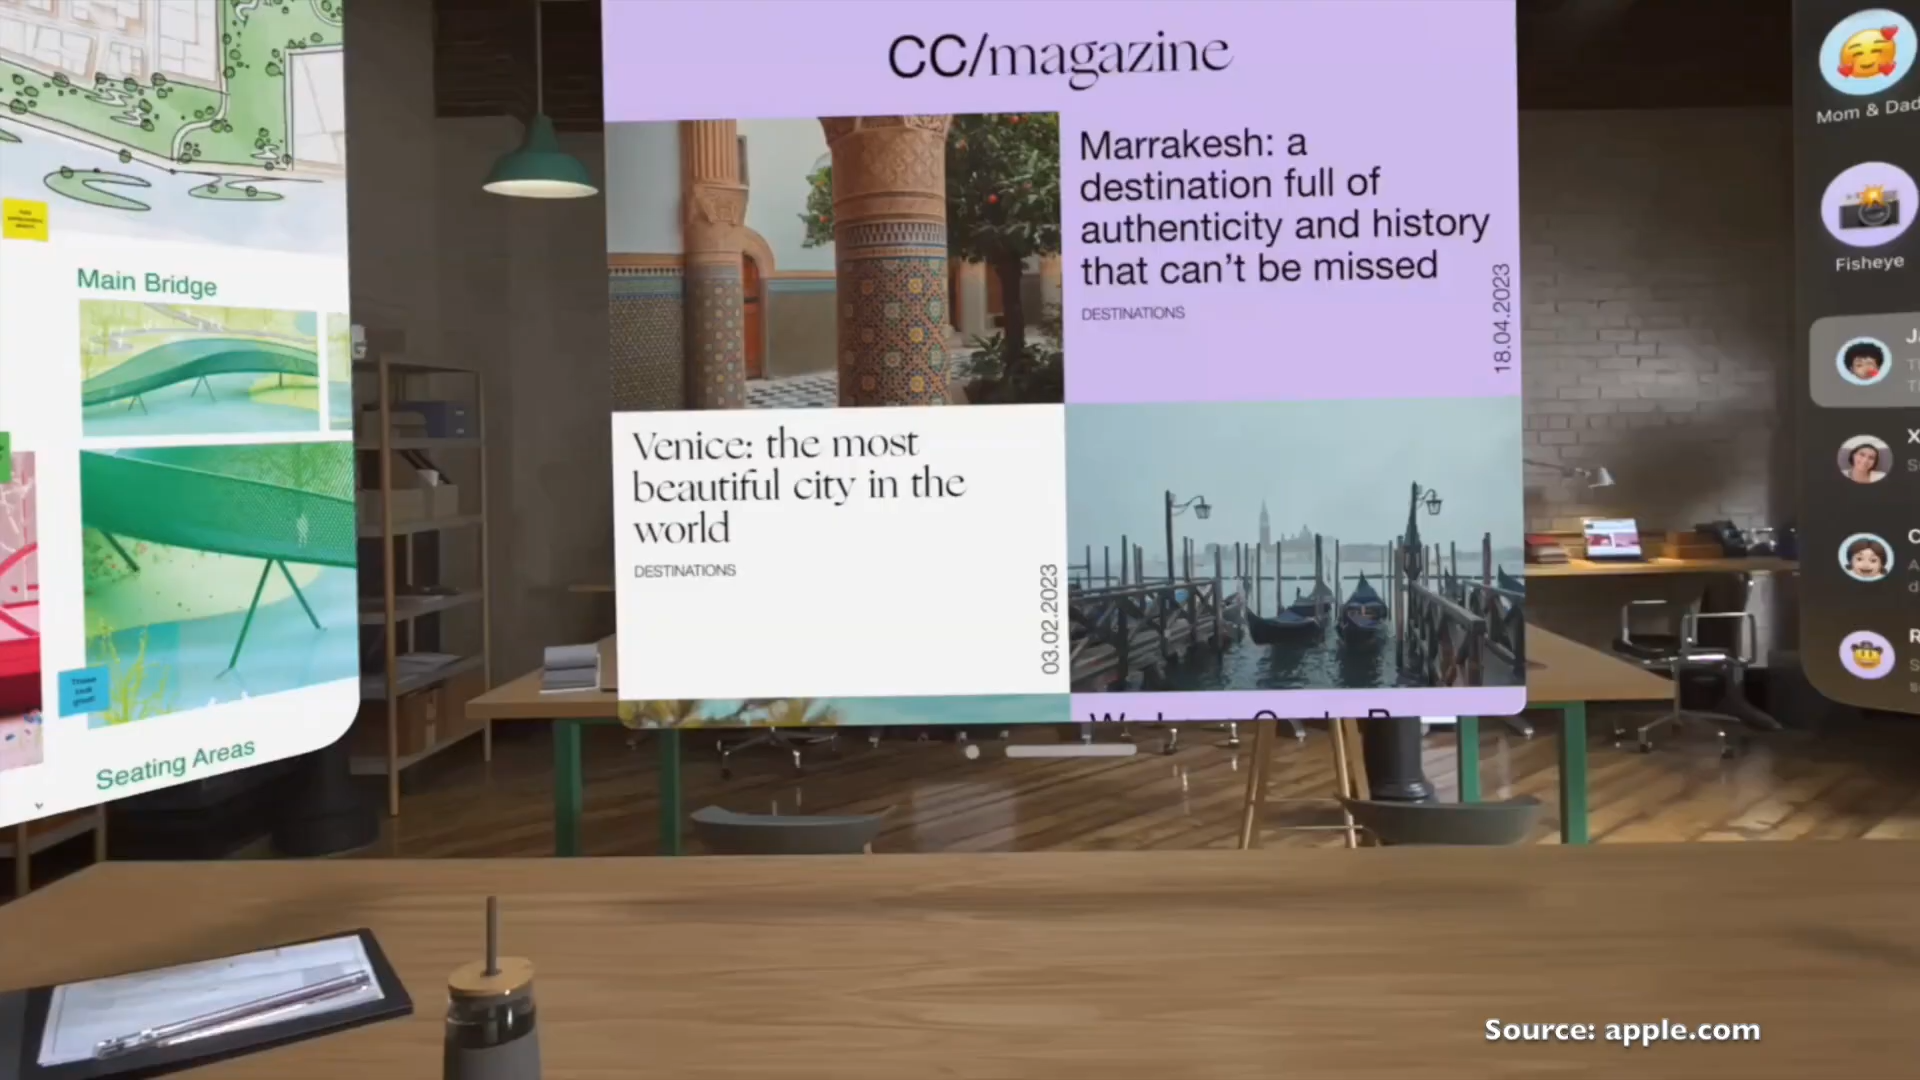 CC/magazine
Marrakesh: a
destination full of
authenticity and history
that can't be missed
DESTINATIONS
18.04.2023
Venice: the most
beautiful city in the
world
DESTINATIONS
03.02.2023
Main Bridge
Seating Areas
Mom & Dad
Fisheye
Source: apple.com